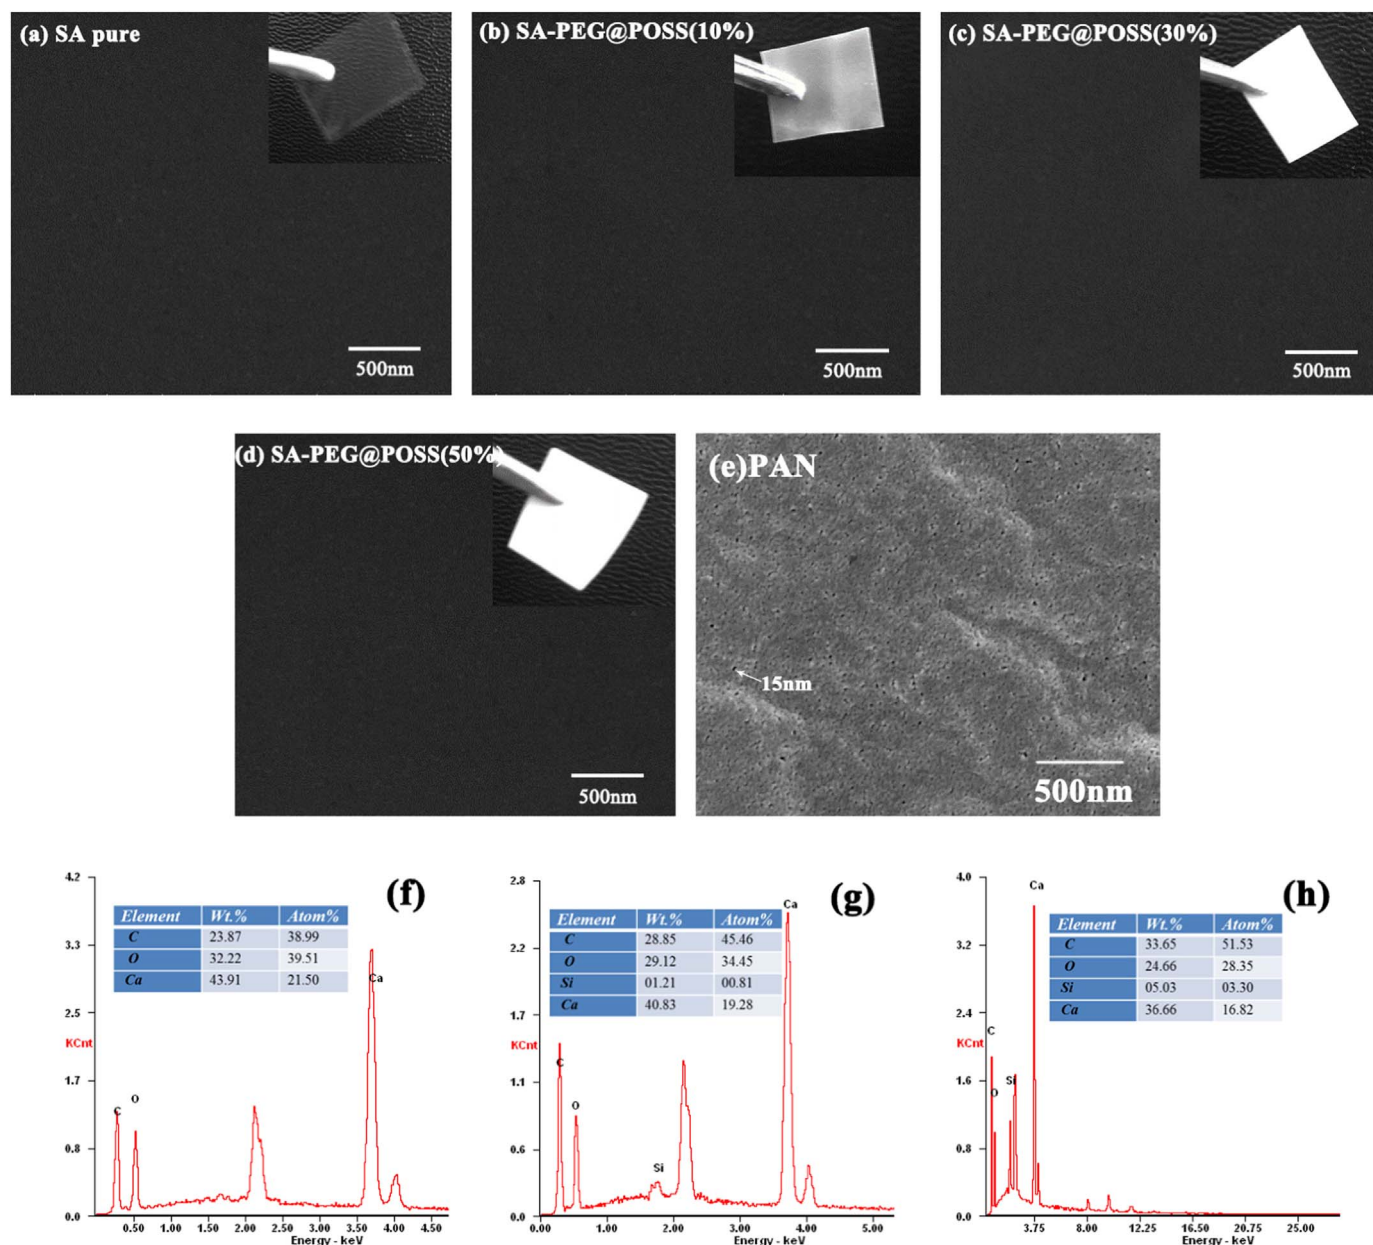 (a) SA pure
(b) SA-PEG@POSS(10%)
(c) SA-PEG@POSS(30%)
500nm
500nm
500nm
(d) SA-PEG@POSS(50%)
500nm
(e)PAN
15nm
500nm
(f)
Element Wt.% Atom%
C 23.87 38.99
O 32.22 39.51
Ca 43.91 21.50
4.2
3.3
2.5
KCnt
1.7
0.8
0.0
C
O
Ca
0.50 1.00 1.50 2.00 2.50 3.00 3.50 4.00 4.50
Energy - keV
(g)
Element Wt.% Atom%
C 28.85 45.46
O 29.12 34.45
Si 01.21 00.81
Ca 40.83 19.28
2.8
2.2
1.7
KCnt
1.1
0.6
0.0
C
O
Si
Ca
0.00 1.00 2.00 3.00 4.00 5.00
Energy - keV
(h)
Element Wt.% Atom%
C 33.65 51.53
O 24.66 28.35
Si 05.03 03.30
Ca 36.66 16.82
4.0
3.2
2.4
KCnt
1.6
0.8
0.0
C
O
Si
Ca
3.75 8.00 12.25 16.50 20.75 25.00
Energy - keV